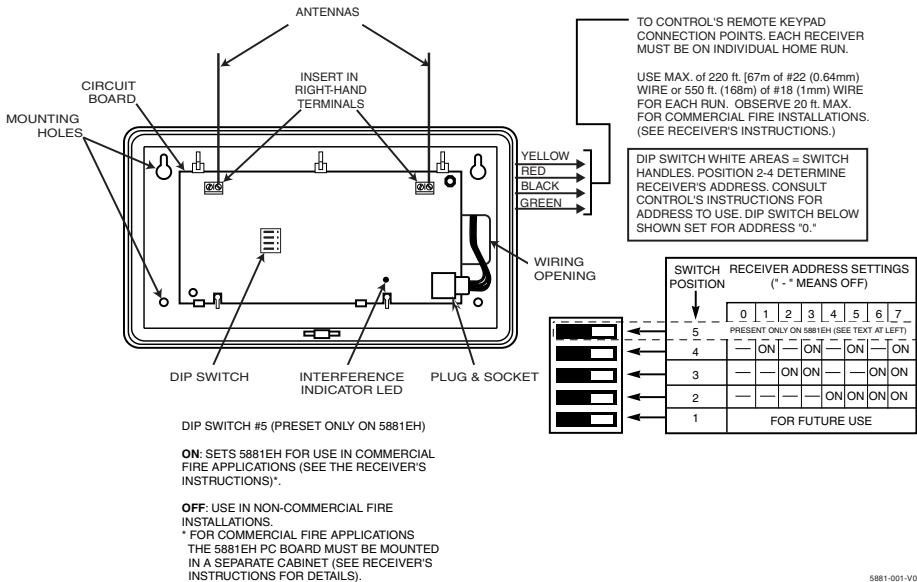 ANTENNAS
INSERT IN
RIGHT-HAND
TERMINALS
CIRCUIT
BOARD
MOUNTING
HOLES
YELLOW
RED
BLACK
GREEN
WIRING
OPENING
DIP SWITCH
INTERFERENCE
INDICATOR LED
PLUG & SOCKET
TO CONTROL'S REMOTE KEYPAD
CONNECTION POINTS. EACH RECEIVER
MUST BE ON INDIVIDUAL HOME RUN.
USE MAX. of 220 ft. [67m of #22 (0.64mm)
WIRE or 550 ft. (168m) of #18 (1mm) WIRE
FOR EACH RUN. OBSERVE 20 ft. MAX.
FOR COMMERCIAL FIRE INSTALLATIONS.
(SEE RECEIVER'S INSTRUCTIONS.)
DIP SWITCH WHITE AREAS = SWITCH
HANDLES. POSITION 2-4 DETERMINE
RECEIVER'S ADDRESS. CONSULT
CONTROL'S INSTRUCTIONS FOR
ADDRESS TO USE. DIP SWITCH BELOW
SHOWN SET FOR ADDRESS "0."
SWITCH
POSITION
RECEIVER ADDRESS SETTINGS
(" - " MEANS OFF)
0 1 2 3 4 5 6 7
5 PRESENT ONLY ON 5881EH (SEE TEXT AT LEFT)
4 — ON — ON — ON — ON
3 — — ON ON — — ON ON
2 — — — — ON ON ON ON
1 FOR FUTURE USE
DIP SWITCH #5 (PRESET ONLY ON 5881EH)
ON: SETS 5881EH FOR USE IN COMMERCIAL
FIRE APPLICATIONS (SEE THE RECEIVER'S
INSTRUCTIONS)*.
OFF: USE IN NON-COMMERCIAL FIRE
INSTALLATIONS.
* FOR COMMERCIAL FIRE APPLICATIONS
THE 5881EH PC BOARD MUST BE MOUNTED
IN A SEPARATE CABINET (SEE RECEIVER'S
INSTRUCTIONS FOR DETAILS).
5881-001-V0